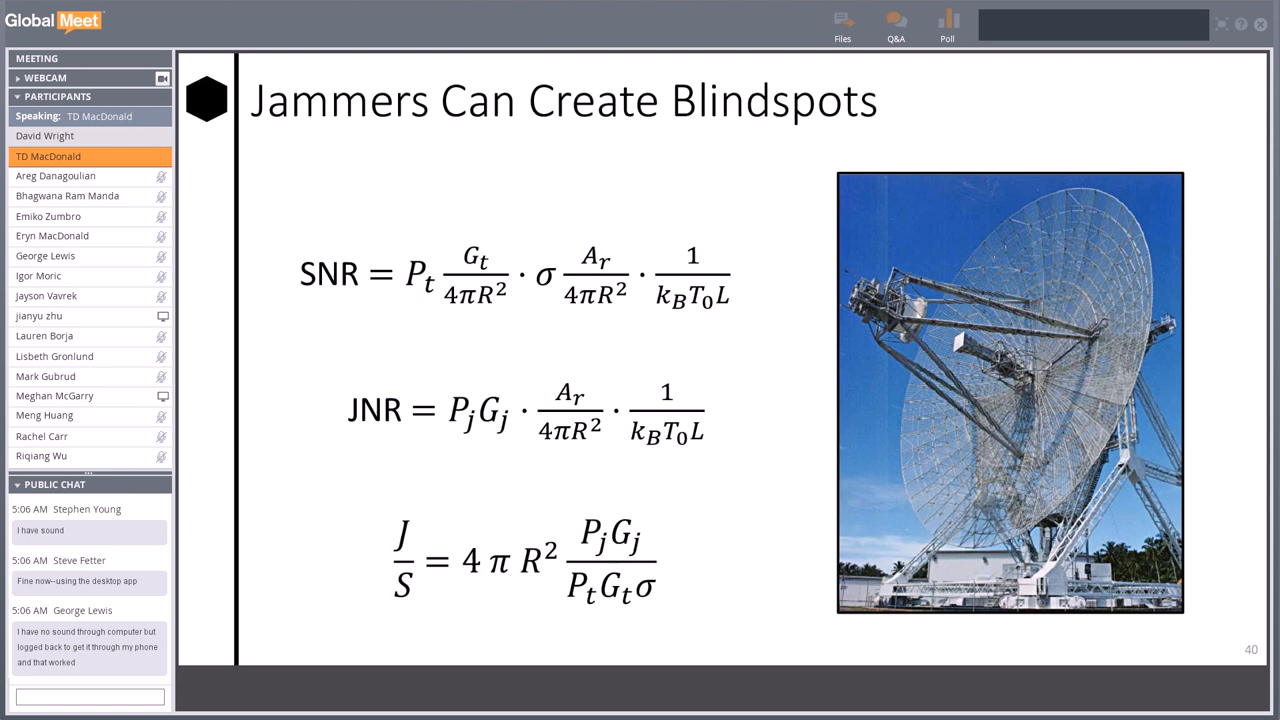 Global Meet
Files
Q&A
Poll
MEETING
WEBCAM
PARTICIPANTS
Speaking: TD MacDonald
David Wright
TD MacDonald
Areg Danagoulian
Bhagwana Ram Manda
Emiko Zumbro
Eryn MacDonald
George Lewis
Igor Moric
Jayson Vavrek
jianyu zhu
Lauren Borja
Lisbeth Gronlund
Mark Gubrud
Meghan McGarry
Meng Huang
Rachel Carr
Riqiang Wu
PUBLIC CHAT
5:06 AM Stephen Young
I have sound
5:06 AM Steve Fetter
Fine now--using the desktop app
5:06 AM George Lewis
I have no sound through computer but
logged back to get it through my phone
and that worked
Jammers Can Create Blindspots
SNR = P_t G_t/(4πR²) · σ A_r/(4πR²) · 1/(k_B T_0 L)
JNR = P_j G_j · A_r/(4πR²) · 1/(k_B T_0 L)
J/S = 4 π R² P_j G_j/(P_t G_t σ)
40